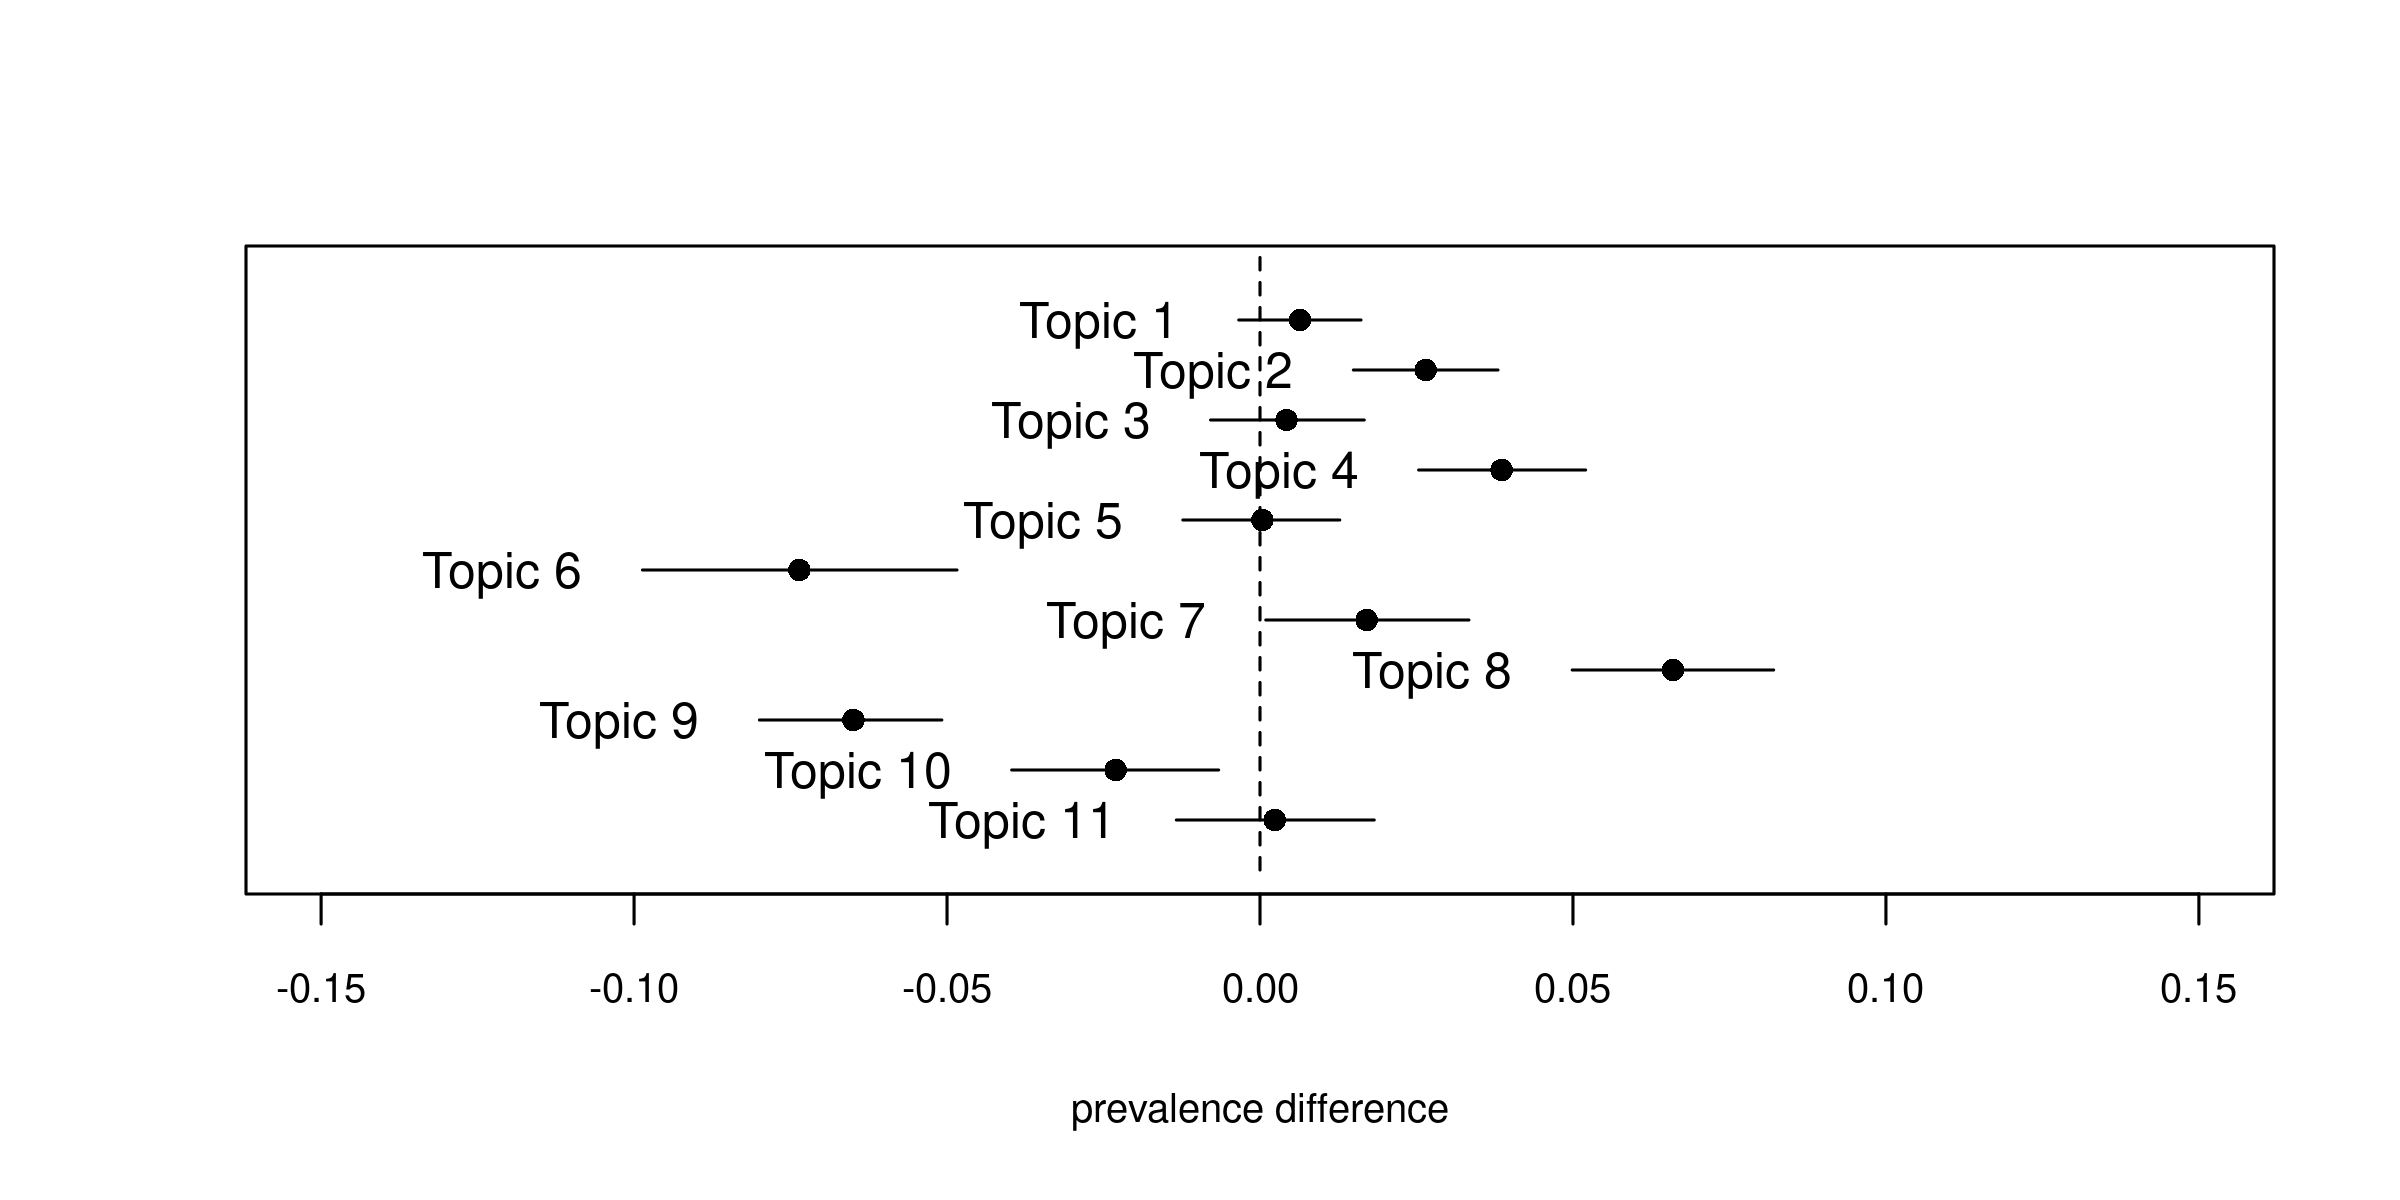 Topic 1
Topic 2
Topic 3
Topic 4
Topic 5
Topic 6
Topic 7
Topic 8
Topic 9
Topic 10
Topic 11
-0.15 -0.10 -0.05 0.00 0.05 0.10 0.15
prevalence difference